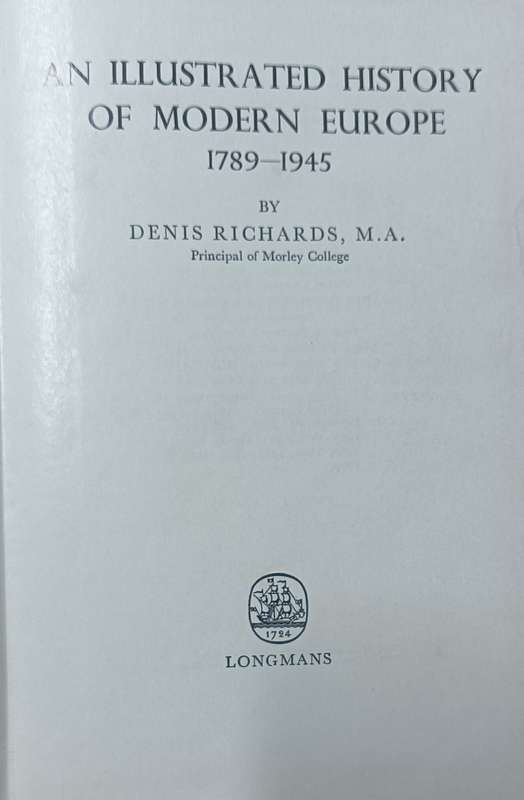 AN ILLUSTRATED HISTORY
OF MODERN EUROPE
1789—1945
BY
DENIS RICHARDS, M.A.
Principal of Morley College
1724
LONGMANS